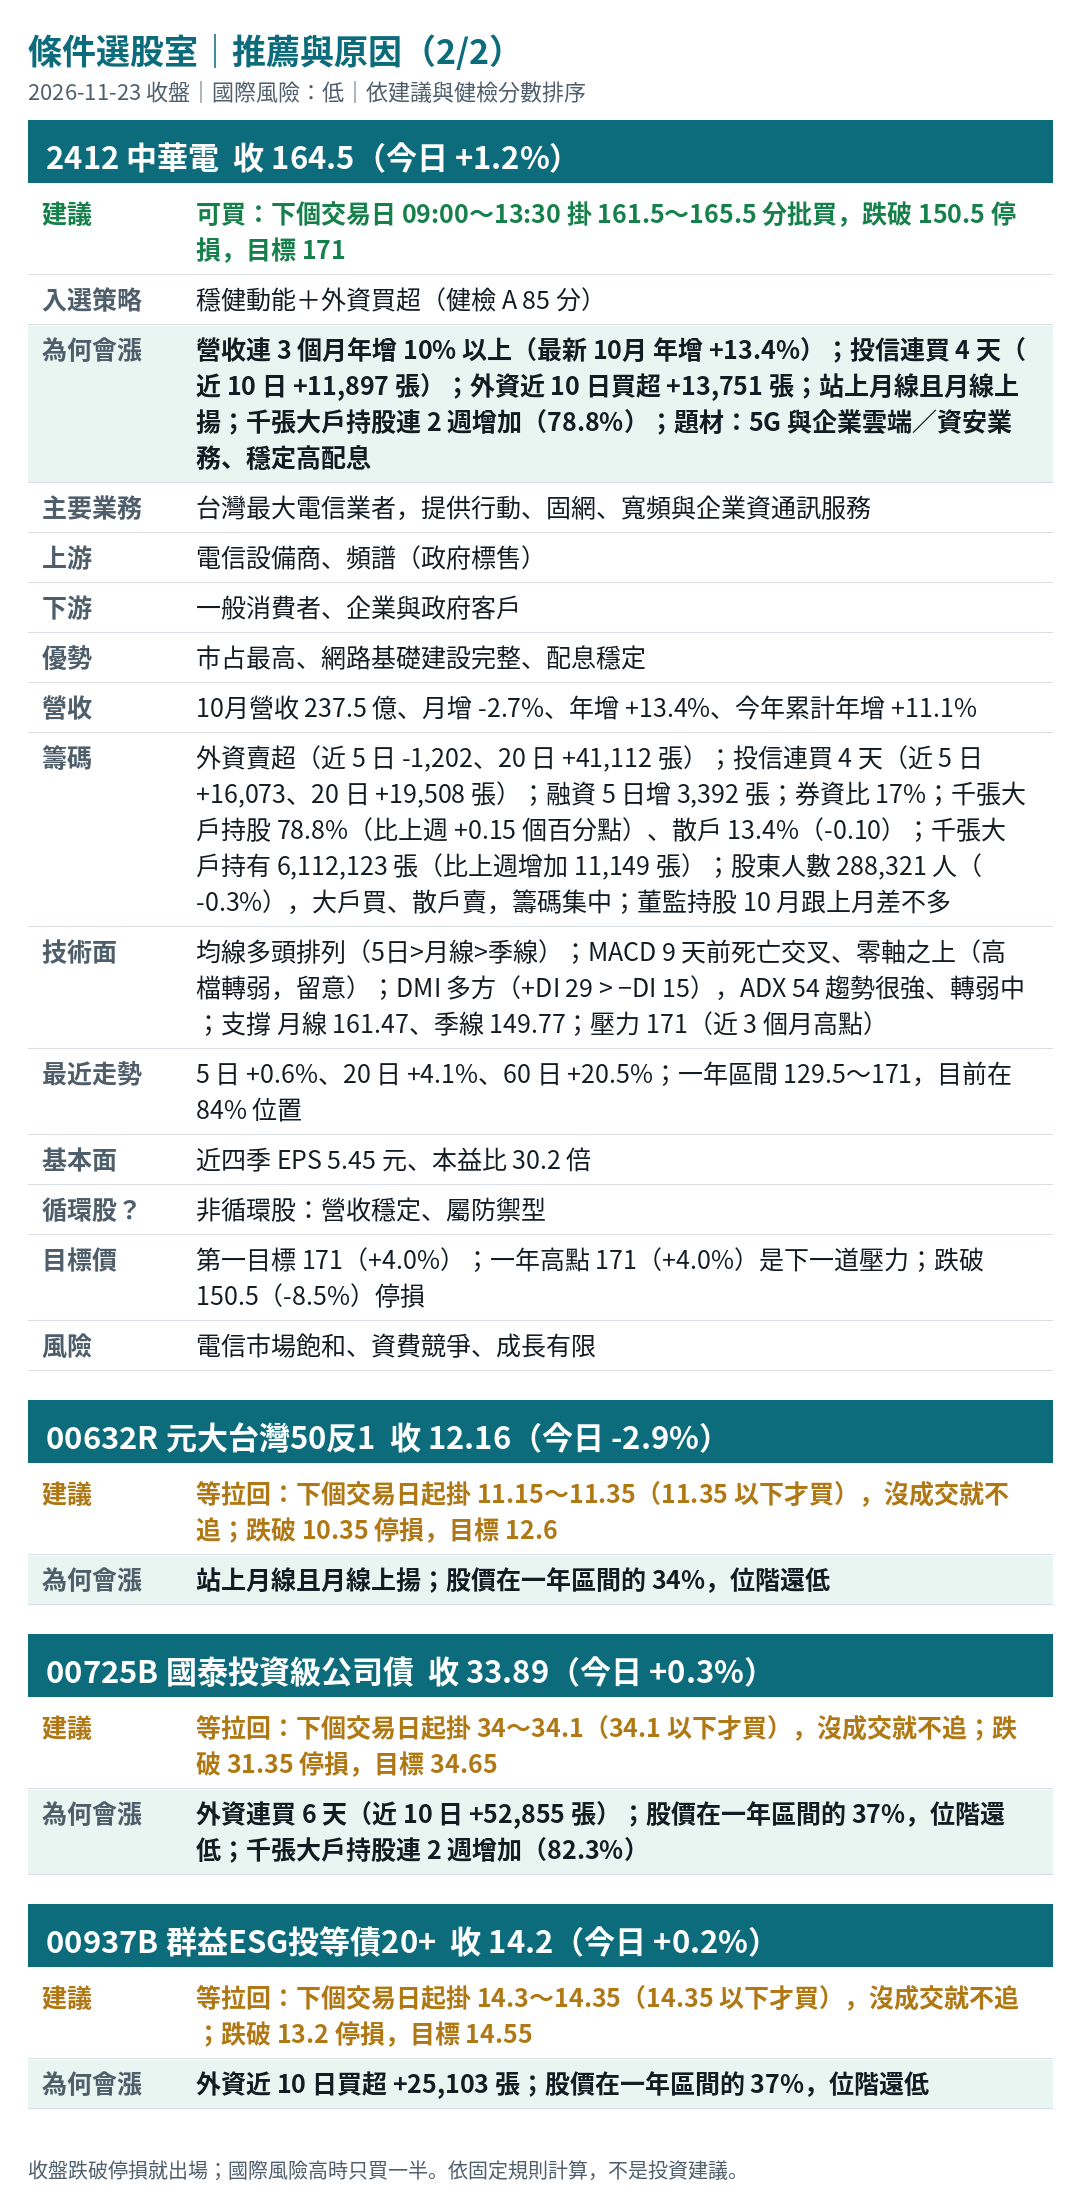 條件選股室｜推薦與原因（2/2）
2026-11-23 收盤｜國際風險：低｜依建議與健檢分數排序
2412 中華電 收 164.5（今日 +1.2%）
建議
可買：下個交易日 09:00～13:30 掛 161.5～165.5 分批買，跌破 150.5 停
損，目標 171
入選策略
穩健動能＋外資買超（健檢 A 85 分）
為何會漲
營收連 3 個月年增 10% 以上（最新 10月 年增 +13.4%）；投信連買 4 天（
近 10 日 +11,897 張）；外資近 10 日買超 +13,751 張；站上月線且月線上
揚；千張大戶持股連 2 週增加（78.8%）；題材：5G 與企業雲端／資安業
務、穩定高配息
主要業務
台灣最大電信業者，提供行動、固網、寬頻與企業資通訊服務
上游
電信設備商、頻譜（政府標售）
下游
一般消費者、企業與政府客戶
優勢
市占最高、網路基礎建設完整、配息穩定
營收
10月營收 237.5 億、月增 -2.7%、年增 +13.4%、今年累計年增 +11.1%
籌碼
外資賣超（近 5 日 -1,202、20 日 +41,112 張）；投信連買 4 天（近 5 日
+16,073、20 日 +19,508 張）；融資 5 日增 3,392 張；券資比 17%；千張大
戶持股 78.8%（比上週 +0.15 個百分點）、散戶 13.4%（-0.10）；千張大
戶持有 6,112,123 張（比上週增加 11,149 張）；股東人數 288,321 人（
-0.3%），大戶買、散戶賣，籌碼集中；董監持股 10 月跟上月差不多
技術面
均線多頭排列（5日>月線>季線）；MACD 9 天前死亡交叉、零軸之上（高
檔轉弱，留意）；DMI 多方（+DI 29 > −DI 15），ADX 54 趨勢很強、轉弱中
；支撐 月線 161.47、季線 149.77；壓力 171（近 3 個月高點）
最近走勢
5 日 +0.6%、20 日 +4.1%、60 日 +20.5%；一年區間 129.5～171，目前在
84% 位置
基本面
近四季 EPS 5.45 元、本益比 30.2 倍
循環股？
非循環股：營收穩定、屬防禦型
目標價
第一目標 171（+4.0%）；一年高點 171（+4.0%）是下一道壓力；跌破
150.5（-8.5%）停損
風險
電信市場飽和、資費競爭、成長有限
00632R 元大台灣50反1 收 12.16（今日 -2.9%）
建議
等拉回：下個交易日起掛 11.15～11.35（11.35 以下才買），沒成交就不
追；跌破 10.35 停損，目標 12.6
為何會漲
站上月線且月線上揚；股價在一年區間的 34%，位階還低
00725B 國泰投資級公司債 收 33.89（今日 +0.3%）
建議
等拉回：下個交易日起掛 34～34.1（34.1 以下才買），沒成交就不追；跌
破 31.35 停損，目標 34.65
為何會漲
外資連買 6 天（近 10 日 +52,855 張）；股價在一年區間的 37%，位階還
低；千張大戶持股連 2 週增加（82.3%）
00937B 群益ESG投等債20+ 收 14.2（今日 +0.2%）
建議
等拉回：下個交易日起掛 14.3～14.35（14.35 以下才買），沒成交就不追
；跌破 13.2 停損，目標 14.55
為何會漲
外資近 10 日買超 +25,103 張；股價在一年區間的 37%，位階還低
收盤跌破停損就出場；國際風險高時只買一半。依固定規則計算，不是投資建議。